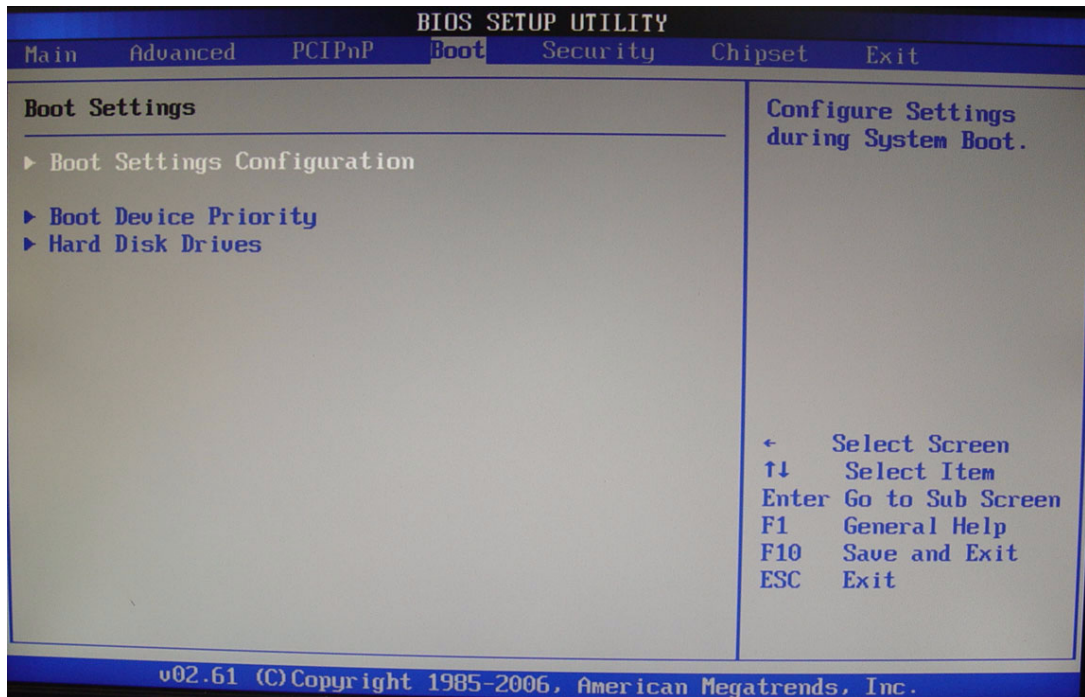 BIOS SETUP UTILITY
Main Advanced PCIPnP Boot Security Chipset Exit
Boot Settings
▶ Boot Settings Configuration
▶ Boot Device Priority
▶ Hard Disk Drives
Configure Settings
during System Boot.
← Select Screen
↑↓ Select Item
Enter Go to Sub Screen
F1 General Help
F10 Save and Exit
ESC Exit
v02.61 (C)Copyright 1985-2006, American Megatrends, Inc.